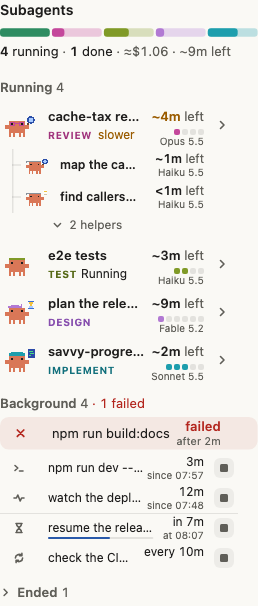 Subagents
4 running · 1 done · ≈$1.06 · ~9m left
Running 4
cache-tax re... ~4m left
REVIEW slower Opus 5.5
map the ca... ~1m left
Haiku 5.5
find callers... <1m left
Haiku 5.5
2 helpers
e2e tests ~3m left
TEST Running Haiku 5.5
plan the rele... ~9m left
DESIGN Fable 5.2
savvy-progre... ~2m left
IMPLEMENT Sonnet 5.5
Background 4 · 1 failed
npm run build:docs failed
after 2m
npm run dev --... 3m
since 07:57
watch the depl... 12m
since 07:48
resume the relea... in 7m
at 08:07
check the CI... every 10m
Ended 1